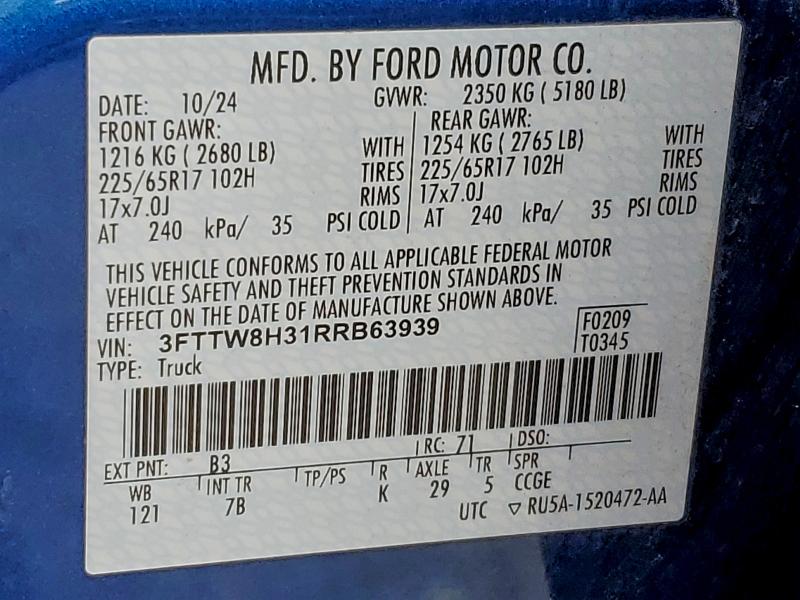 MFD. BY FORD MOTOR CO.
DATE: 10/24 GVWR: 2350 KG ( 5180 LB)
FRONT GAWR: REAR GAWR:
1216 KG ( 2680 LB) WITH 1254 KG ( 2765 LB) WITH
225/65R17 102H TIRES 225/65R17 102H TIRES
17x7.0J RIMS 17x7.0J RIMS
AT 240 kPa/ 35 PSI COLD AT 240 kPa/ 35 PSI COLD
THIS VEHICLE CONFORMS TO ALL APPLICABLE FEDERAL MOTOR
VEHICLE SAFETY AND THEFT PREVENTION STANDARDS IN
EFFECT ON THE DATE OF MANUFACTURE SHOWN ABOVE.
VIN: 3FTTW8H31RRB63939 F0209
TYPE: Truck T0345
EXT PNT: B3 RC: 71 DSO:
WB INT TR TP/PS R AXLE TR SPR
121 7B K 29 5 CCGE
UTC ▽ RU5A-1520472-AA